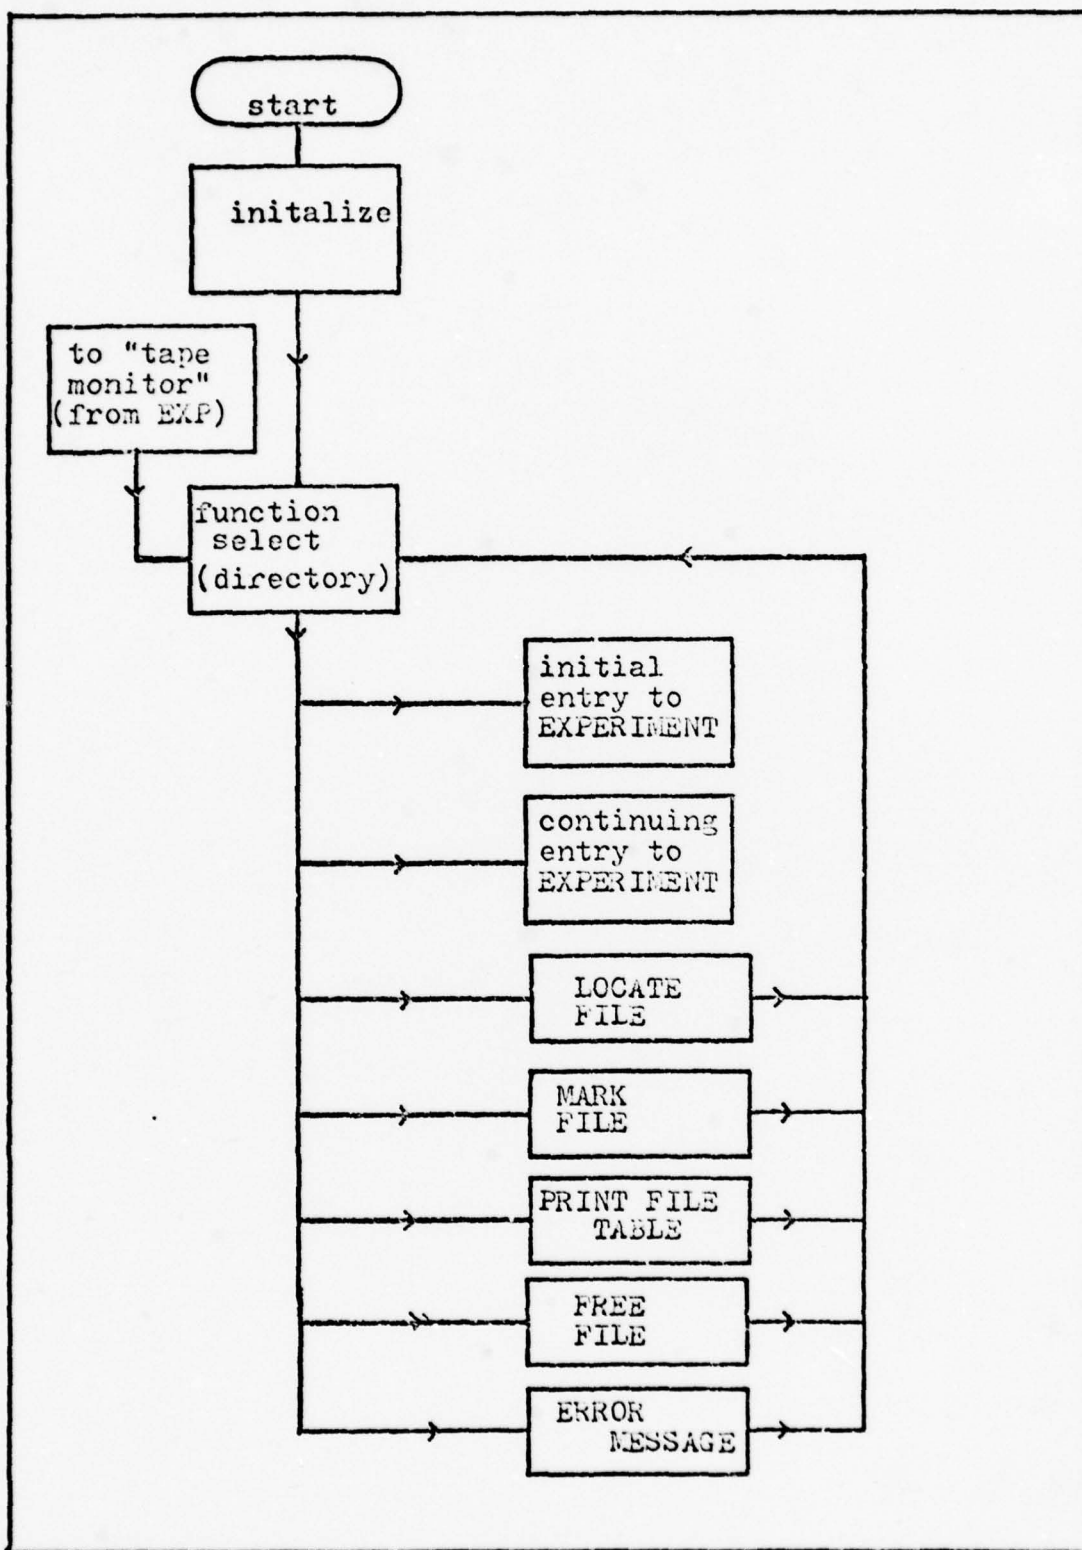 start
initalize
to "tape
monitor"
(from EXP)
function
select
(directory)
initial
entry to
EXPERIMENT
continuing
entry to
EXPERIMENT
LOCATE
FILE
MARK
FILE
PRINT FILE
TABLE
FREE
FILE
ERROR
MESSAGE